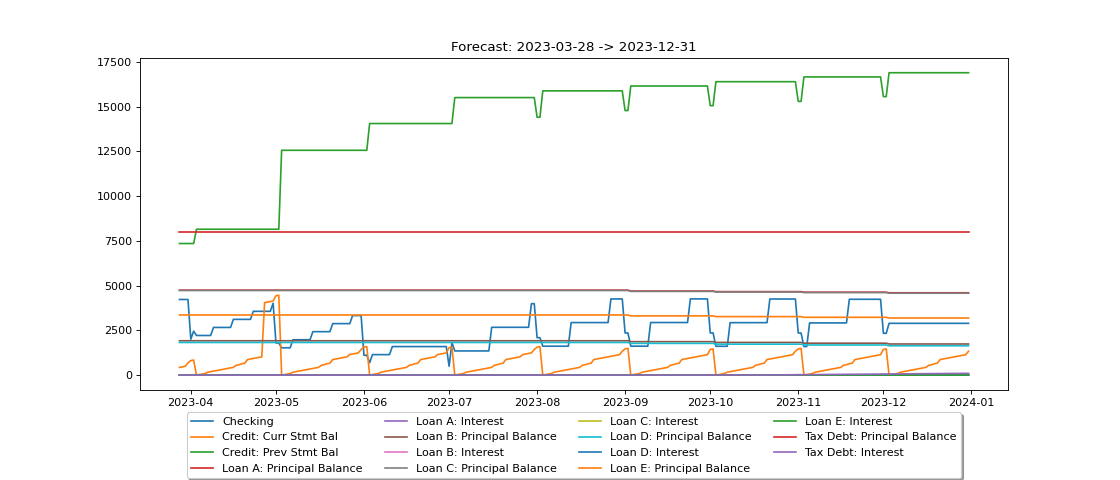 Forecast: 2023-03-28 -> 2023-12-31
17500
15000
12500
10000
7500
5000
2500
0
2023-04 2023-05 2023-06 2023-07 2023-08 2023-09 2023-10 2023-11 2023-12 2024-01
Checking Loan A: Interest Loan C: Interest Loan E: Interest
Credit: Curr Stmt Bal Loan B: Principal Balance Loan D: Principal Balance Tax Debt: Principal Balance
Credit: Prev Stmt Bal Loan B: Interest Loan D: Interest Tax Debt: Interest
Loan A: Principal Balance Loan C: Principal Balance Loan E: Principal Balance